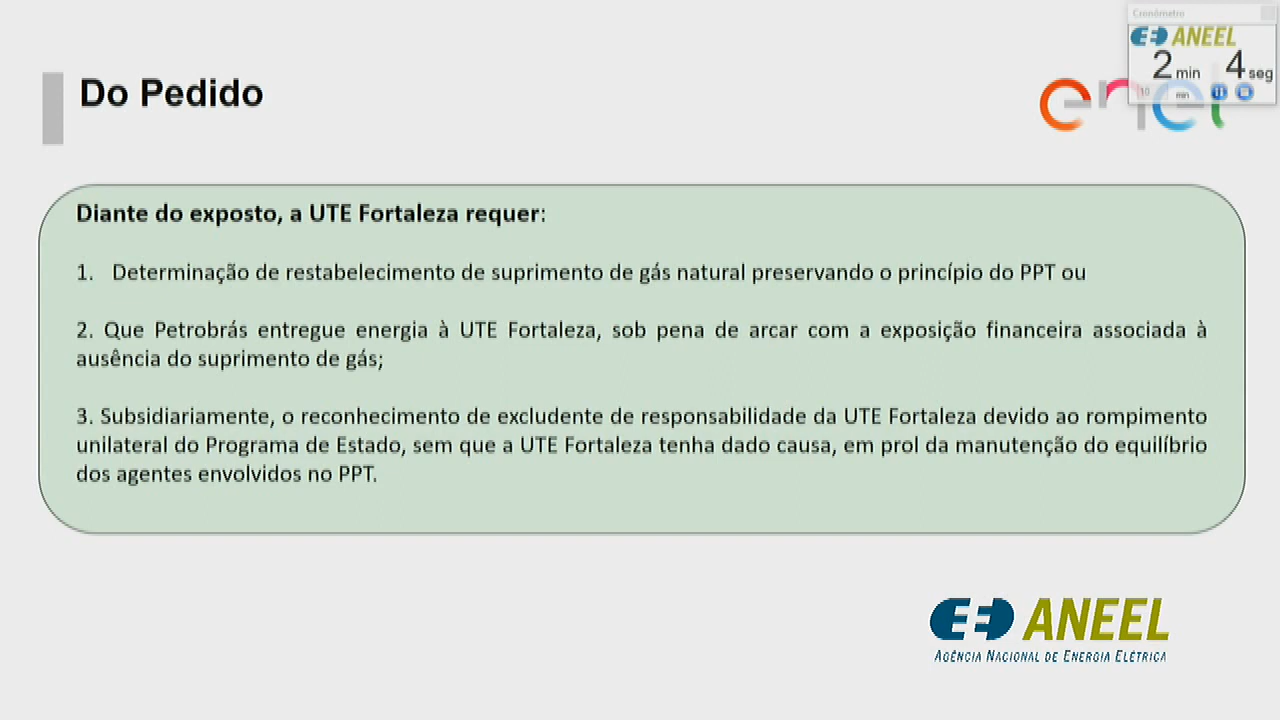 Cronômetro
ANEEL
2 min 4 seg
10 min
enel
Do Pedido
Diante do exposto, a UTE Fortaleza requer:
1. Determinação de restabelecimento de suprimento de gás natural preservando o princípio do PPT ou
2. Que Petrobrás entregue energia à UTE Fortaleza, sob pena de arcar com a exposição financeira associada à
ausência do suprimento de gás;
3. Subsidiariamente, o reconhecimento de excludente de responsabilidade da UTE Fortaleza devido ao rompimento
unilateral do Programa de Estado, sem que a UTE Fortaleza tenha dado causa, em prol da manutenção do equilíbrio
dos agentes envolvidos no PPT.
ANEEL
AGÊNCIA NACIONAL DE ENERGIA ELÉTRICA